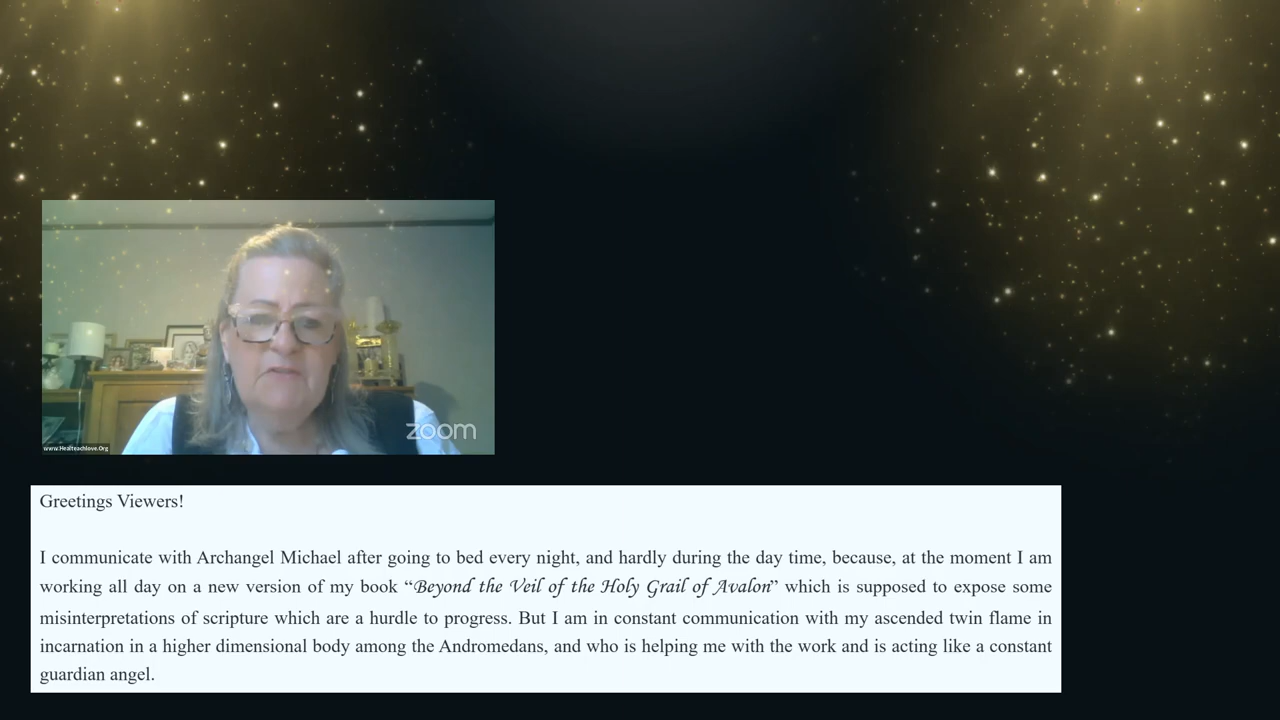 zoom
www.Healteachlove.Org
Greetings Viewers!
I communicate with Archangel Michael after going to bed every night, and hardly during the day time, because, at the moment I am
working all day on a new version of my book “Beyond the Veil of the Holy Grail of Avalon” which is supposed to expose some
misinterpretations of scripture which are a hurdle to progress. But I am in constant communication with my ascended twin flame in
incarnation in a higher dimensional body among the Andromedans, and who is helping me with the work and is acting like a constant
guardian angel.